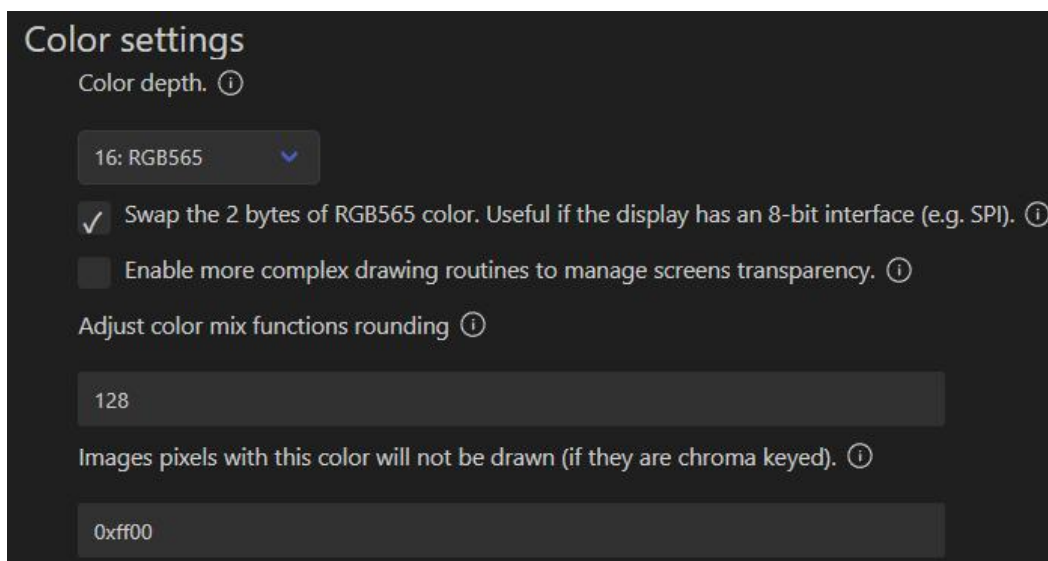 Color settings
Color depth.
16: RGB565
Swap the 2 bytes of RGB565 color. Useful if the display has an 8-bit interface (e.g. SPI).
Enable more complex drawing routines to manage screens transparency.
Adjust color mix functions rounding
128
Images pixels with this color will not be drawn (if they are chroma keyed).
0xff00